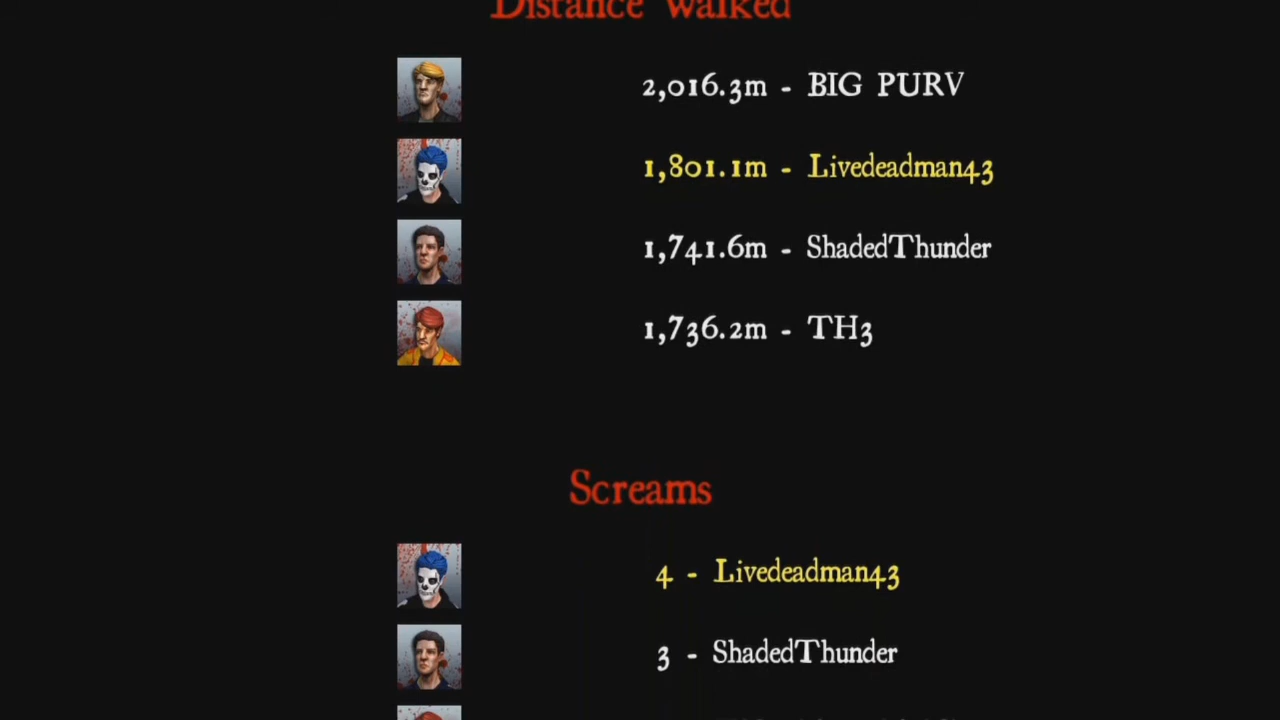 Distance Walked
2,016.3m - BIG PURV
1,801.1m - Livedeadman43
1,741.6m - ShadedThunder
1,736.2m - TH3
Screams
4 - Livedeadman43
3 - ShadedThunder